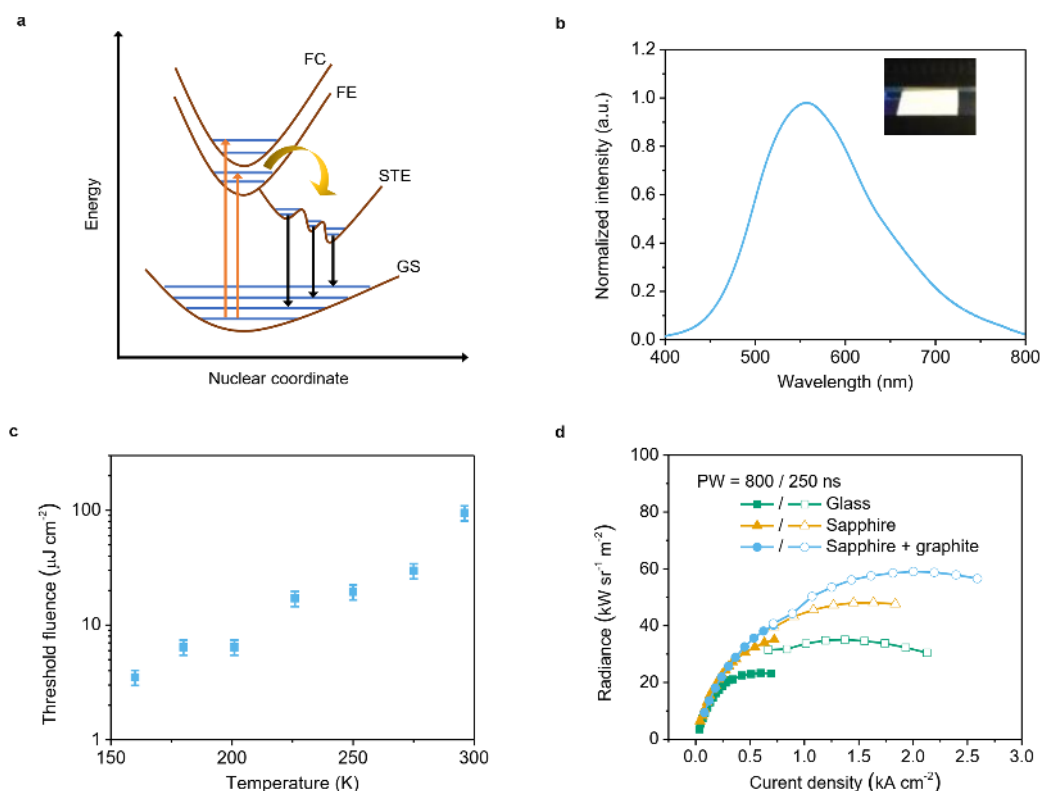 a
FC
FE
STE
GS
Energy
Nuclear coordinate
b
Normalized intensity (a.u.)
1.2
1.0
0.8
0.6
0.4
0.2
0.0
400 500 600 700 800
Wavelength (nm)
c
Threshold fluence (μJ cm⁻²)
100
10
1
150 200 250 300
Temperature (K)
d
Radiance (kW sr⁻¹ m⁻²)
100
80
60
40
20
0
PW = 800 / 250 ns
/ Glass
/ Sapphire
/ Sapphire + graphite
0.0 0.5 1.0 1.5 2.0 2.5 3.0
Curent density (kA cm⁻²)